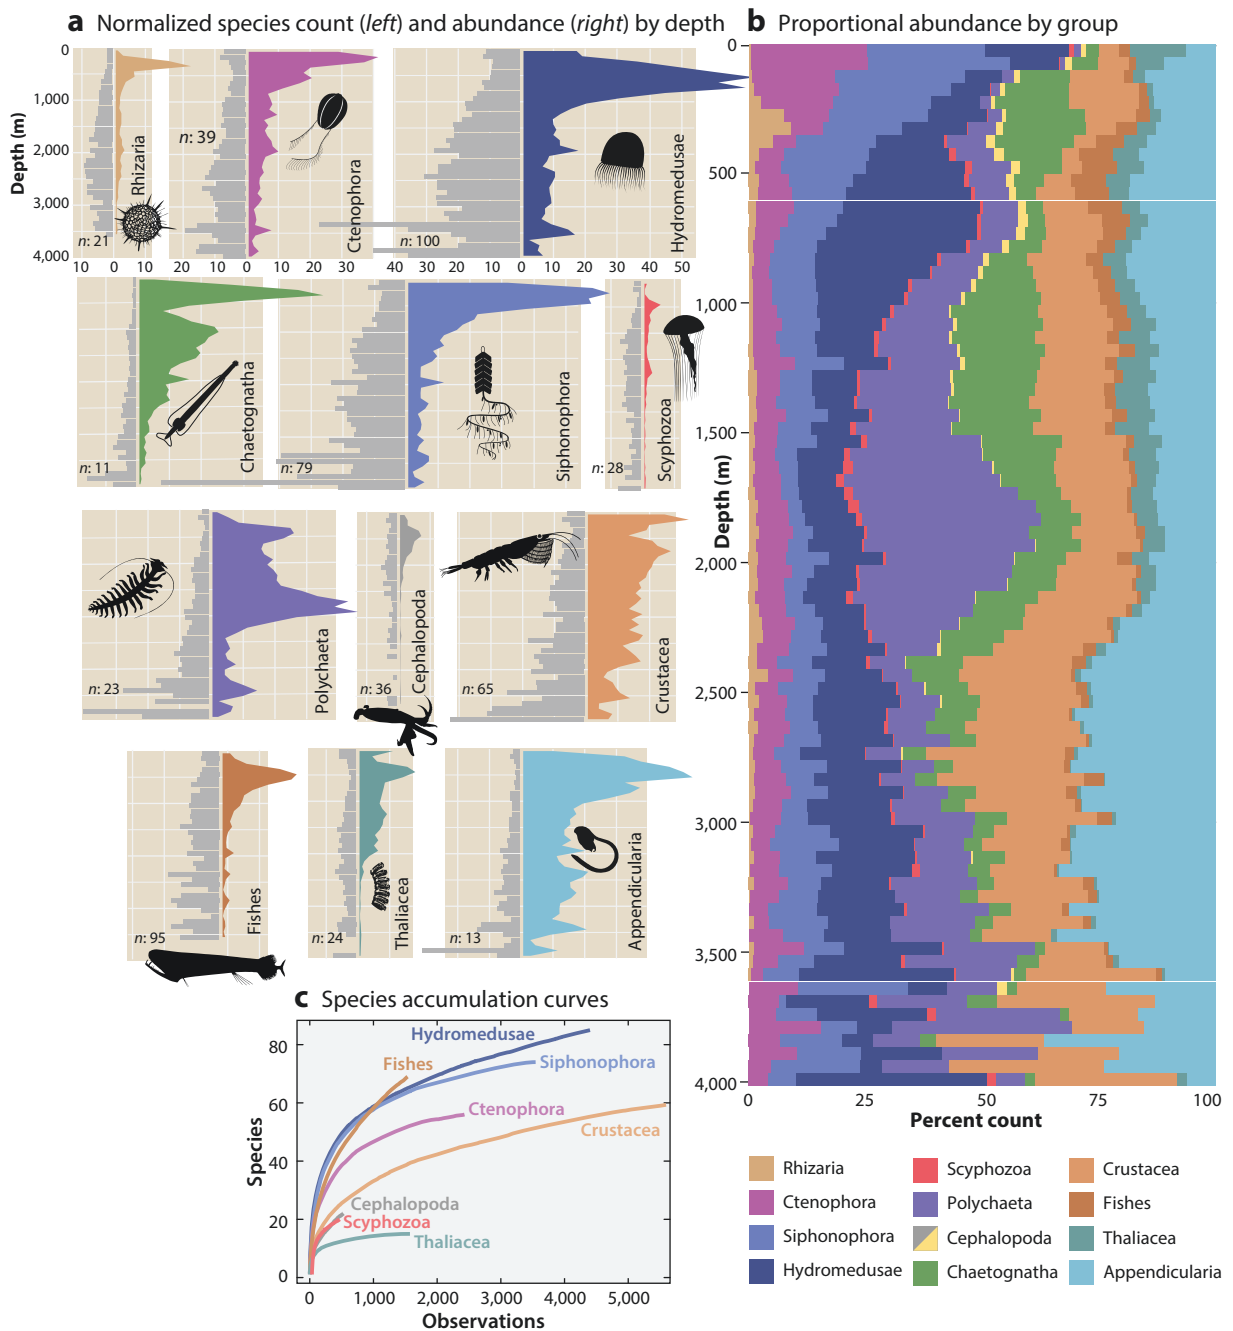 a Normalized species count (left) and abundance (right) by depth
b Proportional abundance by group
Depth (m)
0
1,000
2,000
3,000
4,000
Rhizaria
n: 21
10 0 10
n: 39
Ctenophora
20 10 0 10 20 30
n: 100
Hydromedusae
40 30 20 10 0 10 20 30 40 50
n: 11
Chaetognatha
n: 79
Siphonophora
n: 28
Scyphozoa
n: 23
Polychaeta
n: 36
Cephalopoda
n: 65
Crustacea
n: 95
Fishes
n: 24
Thaliacea
n: 13
Appendicularia
Depth (m)
0
500
1,000
1,500
2,000
2,500
3,000
3,500
4,000
0 25 50 75 100
Percent count
c Species accumulation curves
Species
80
60
40
20
0
Hydromedusae
Fishes
Siphonophora
Ctenophora
Crustacea
Cephalopoda
Scyphozoa
Thaliacea
0 1,000 2,000 3,000 4,000 5,000
Observations
Rhizaria
Ctenophora
Siphonophora
Hydromedusae
Scyphozoa
Polychaeta
Cephalopoda
Chaetognatha
Crustacea
Fishes
Thaliacea
Appendicularia